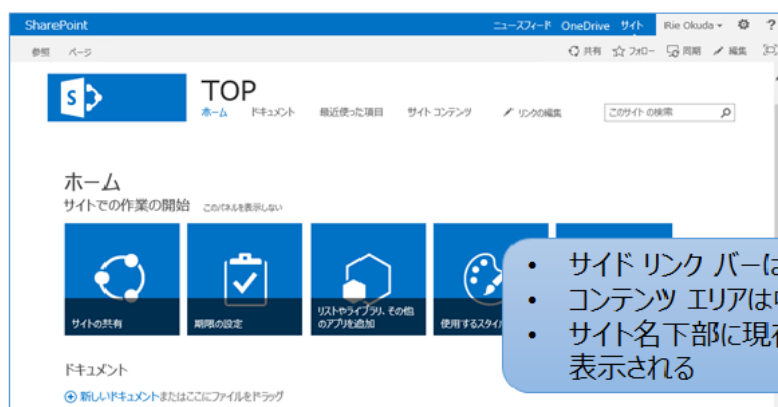 SharePoint ニュースフィード OneDrive サイト Rie Okuda ?
参照 ページ 共有 フォロー 同期 編集
S
TOP
ホーム ドキュメント 最近使った項目 サイト コンテンツ リンクの編集 このサイト の検索
ホーム
サイトでの作業の開始 このパネルを表示しない
サイトの共有 期限の設定 リストやライブラリ、その他 使用するスタイル
のアプリを追加
• サイド リンク バーは
• コンテンツ エリアは
• サイト名下部に現在
表示される
ドキュメント
新しいドキュメントまたはここにファイルをドラッグ